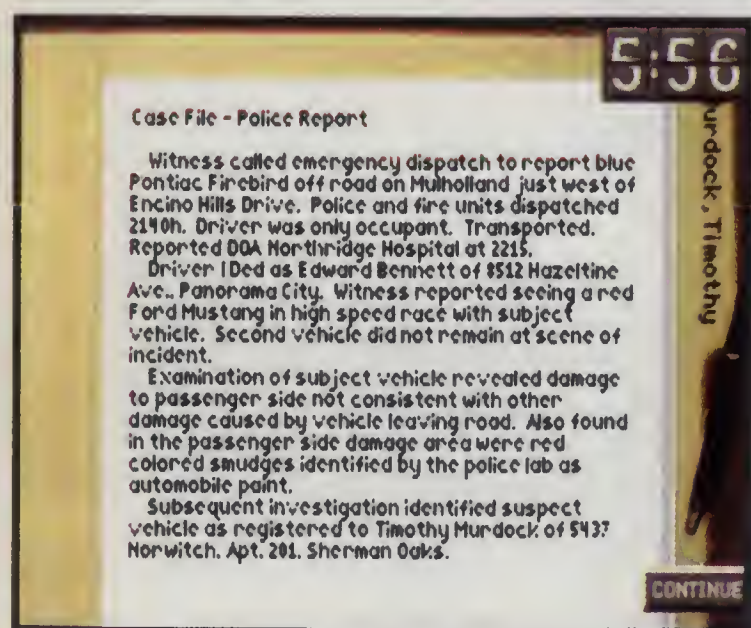 5:56
Case File - Police Report
Witness called emergency dispatch to report blue
Pontiac Firebird off road on Mulholland just west of
Encino Hills Drive. Police and fire units dispatched
2140h. Driver was only occupant. Transported.
Reported DOA Northridge Hospital at 2215.
Driver IDed as Edward Bennett of 8512 Hazeltine
Ave., Panorama City. Witness reported seeing a red
Ford Mustang in high speed race with subject
vehicle. Second vehicle did not remain at scene of
incident.
Examination of subject vehicle revealed damage
to passenger side not consistent with other
damage caused by vehicle leaving road. Also found
in the passenger side damage area were red
colored smudges identified by the police lab as
automobile paint.
Subsequent investigation identified suspect
vehicle as registered to Timothy Murdock of 5437
Norwitch, Apt. 201, Sherman Oaks.
urdock, Timothy
CONTINUE